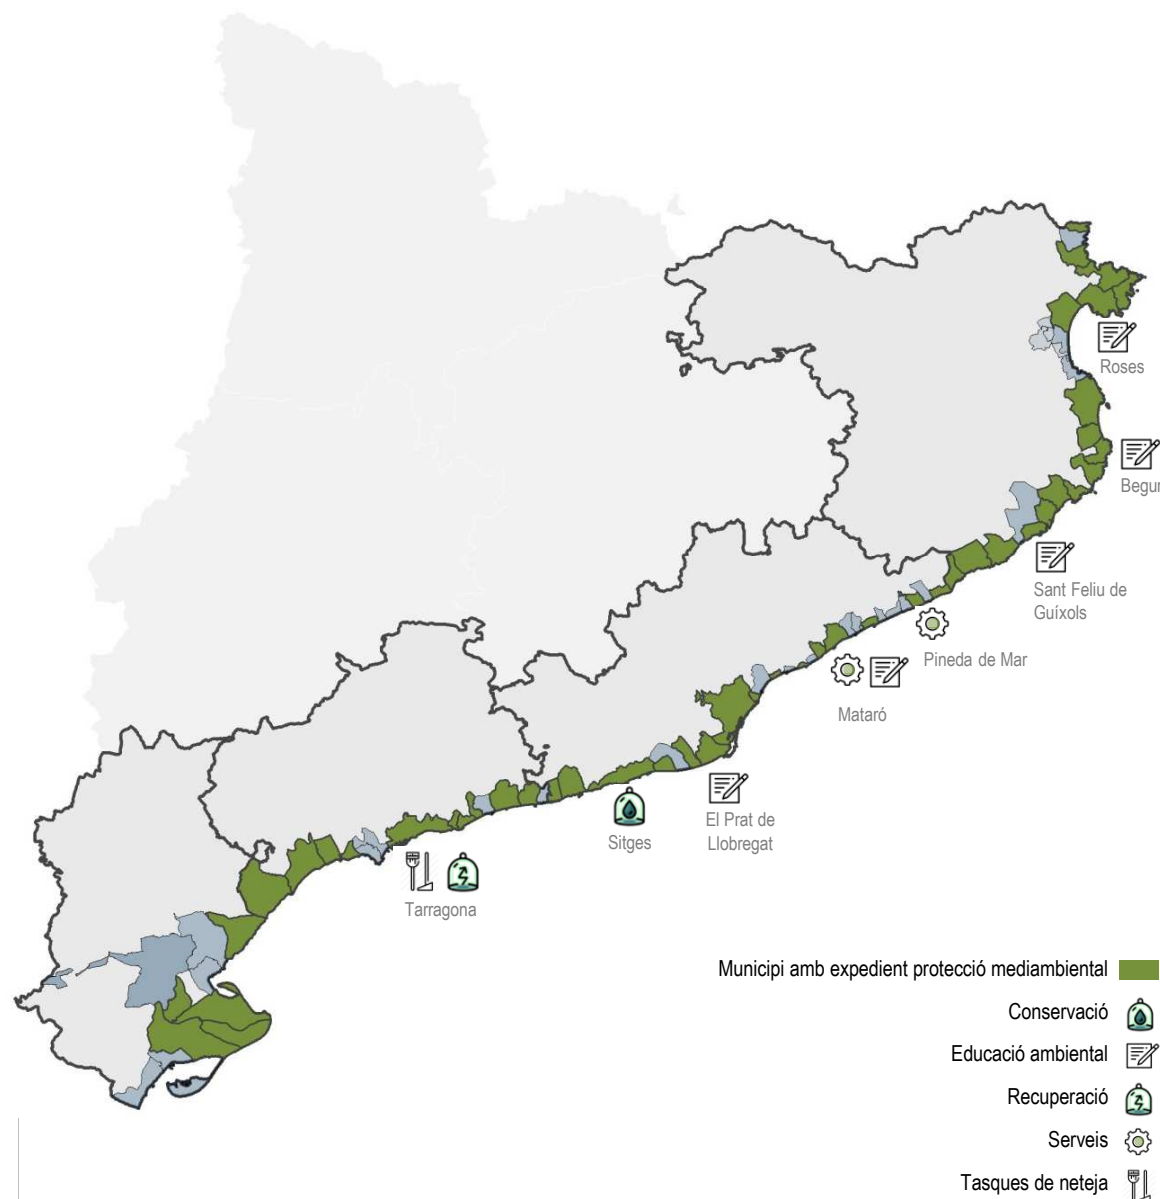 Roses
Begur
Sant Feliu de
Guíxols
Pineda de Mar
Mataró
El Prat de
Llobregat
Sitges
Tarragona
Municipi amb expedient protecció mediambiental
Conservació
Educació ambiental
Recuperació
Serveis
Tasques de neteja